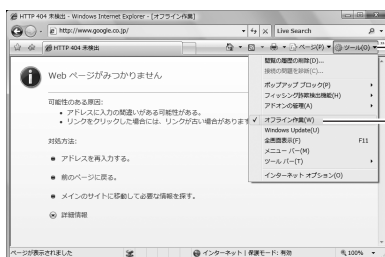 HTTP 404 未検出 - Windows Internet Explorer - [オフライン作業]
http://www.google.co.jp/
Live Search
HTTP 404 未検出
ページ(P)
ツール(O)
Web ページがみつかりません
可能性のある原因:
• アドレスに入力の間違いがある可能性がある。
• リンクをクリックした場合には、リンクが古い場合があります
対処方法:
アドレスを再入力する。
前のページに戻る。
メインのサイトに移動して必要な情報を探す。
詳細情報
閲覧の履歴の削除(D)...
接続の問題を診断(C)...
ポップアップ ブロック(P)
フィッシング詐欺検出機能(H)
アドオンの管理(A)
オフライン作業(W)
Windows Update(U)
全画面表示(F) F11
メニュー バー(M)
ツール バー(T)
インターネット オプション(O)
ページが表示されました
インターネット | 保護モード: 有効
100%